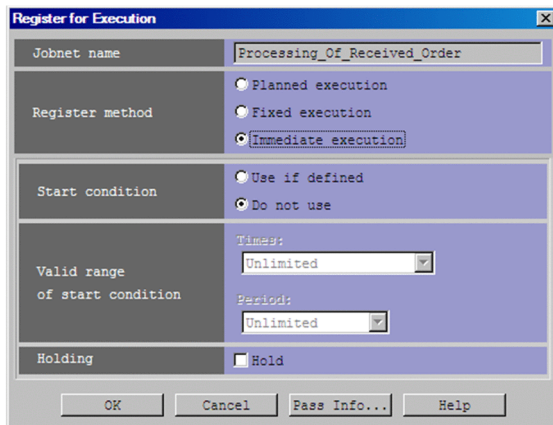 Register for Execution
Jobnet name
Processing_Of_Received_Order
Register method
Planned execution
Fixed execution
Immediate execution
Start condition
Use if defined
Do not use
Valid range
of start condition
Times:
Unlimited
Period:
Unlimited
Holding
Hold
OK
Cancel
Pass Info...
Help